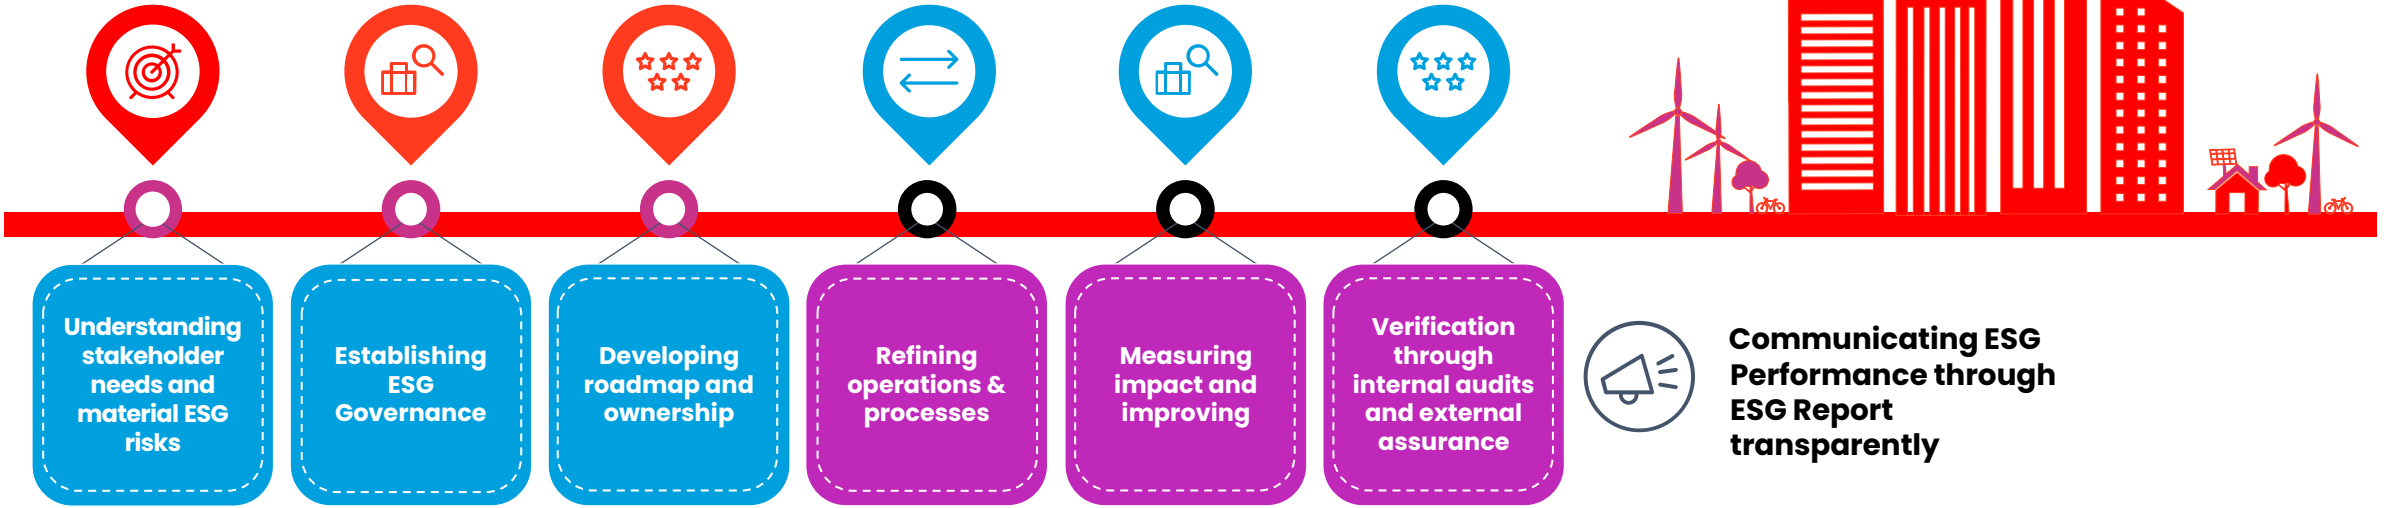 Understanding
stakeholder
needs and
material ESG
risks
Establishing
ESG
Governance
Developing
roadmap and
ownership
Refining
operations &
processes
Measuring
impact and
improving
Verification
through
internal audits
and external
assurance
Communicating ESG
Performance through
ESG Report
transparently